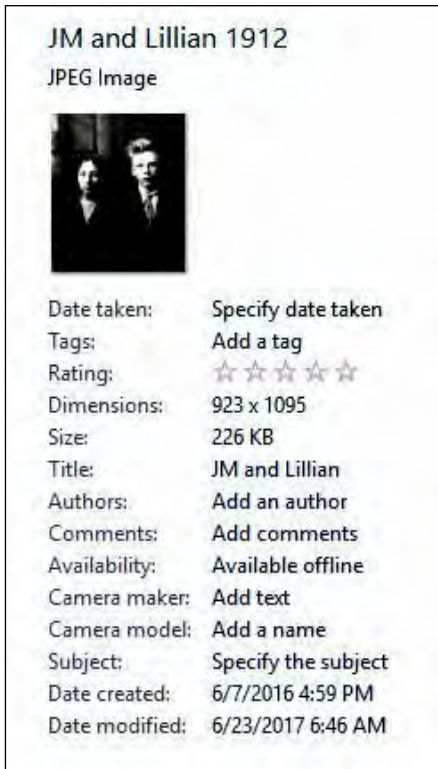 JM and Lillian 1912
JPEG Image
Date taken: Specify date taken
Tags: Add a tag
Rating: ☆☆☆☆☆
Dimensions: 923 x 1095
Size: 226 KB
Title: JM and Lillian
Authors: Add an author
Comments: Add comments
Availability: Available offline
Camera maker: Add text
Camera model: Add a name
Subject: Specify the subject
Date created: 6/7/2016 4:59 PM
Date modified: 6/23/2017 6:46 AM